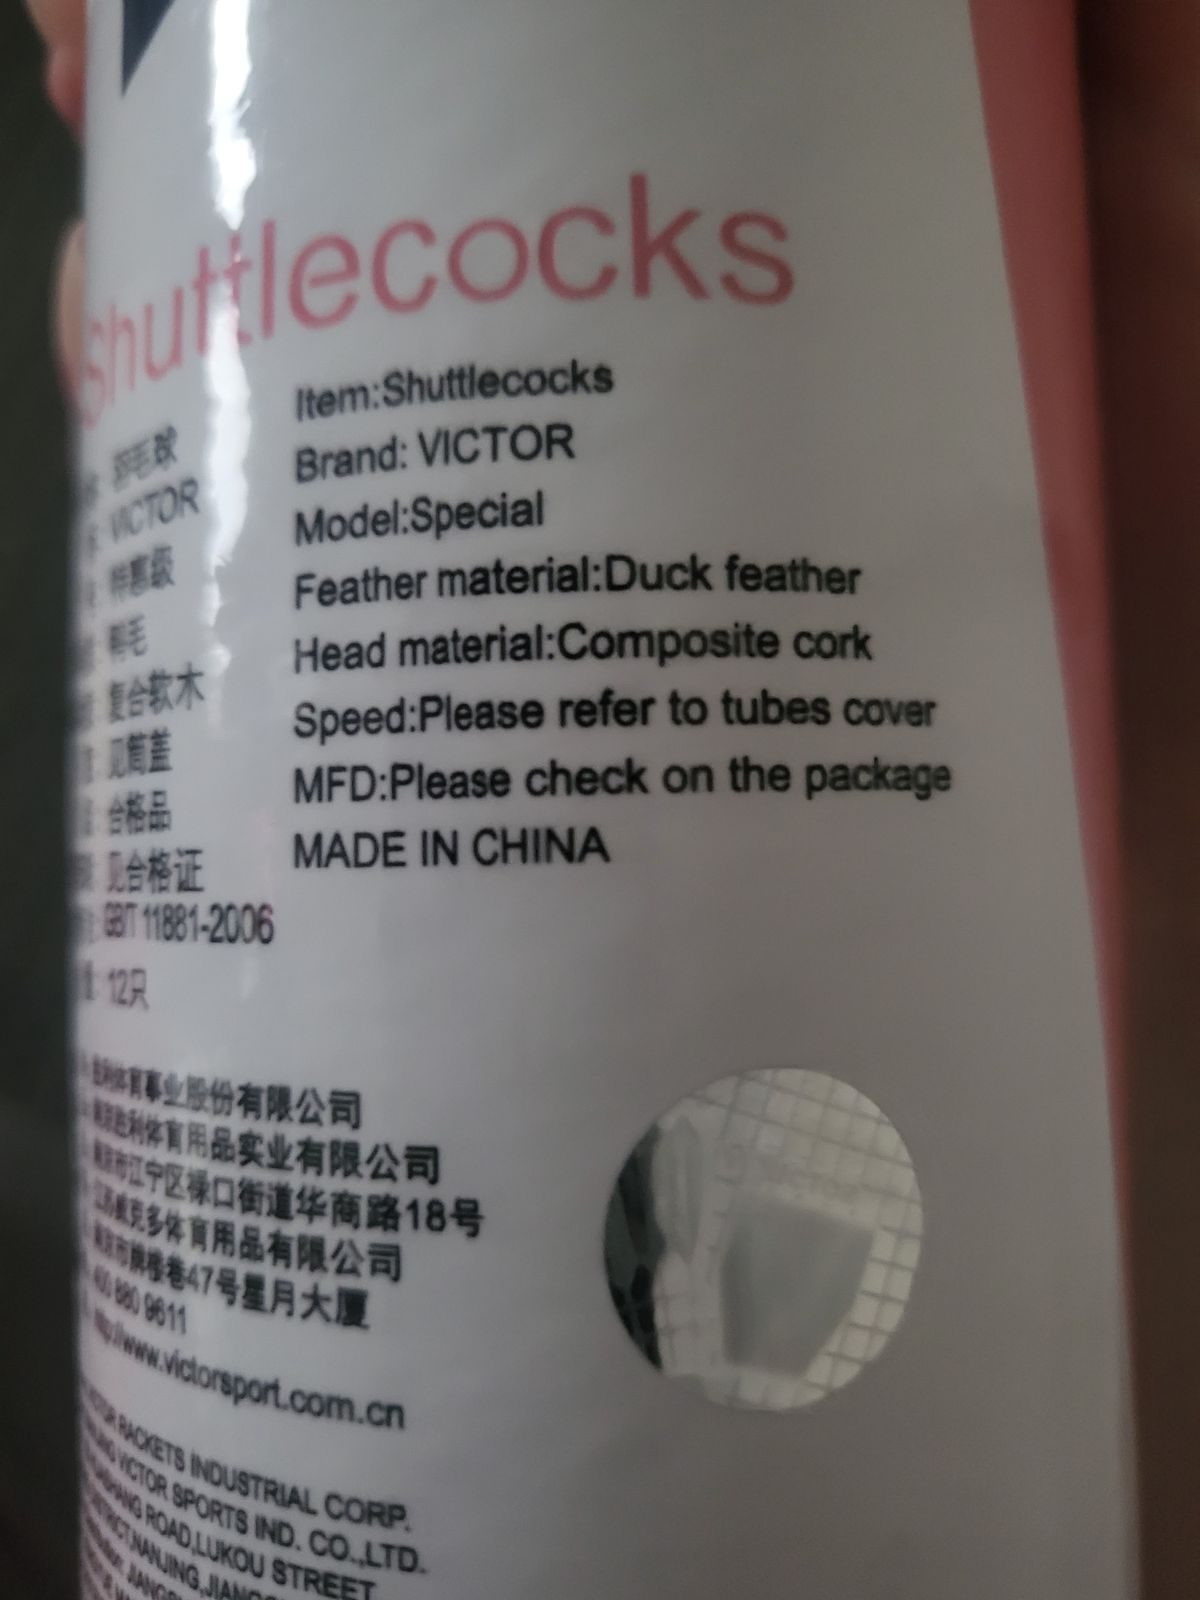 shuttlecocks
羽毛球
VICTOR
特惠级
鸭毛
复合软木
见筒盖
合格品
见合格证
GB/T 11881-2006
12只
Item:Shuttlecocks
Brand: VICTOR
Model:Special
Feather material:Duck feather
Head material:Composite cork
Speed:Please refer to tubes cover
MFD:Please check on the package
MADE IN CHINA
胜利体育事业股份有限公司
南京胜利体育用品实业有限公司
南京市江宁区禄口街道华商路18号
江苏威克多体育用品有限公司
南京市牌楼巷47号星月大厦
400 880 9611
http://www.victorsport.com.cn
VICTOR RACKETS INDUSTRIAL CORP.
VICTOR SPORTS IND. CO.,LTD.
ROAD,LUKOU STREET
NANJING,
Victor